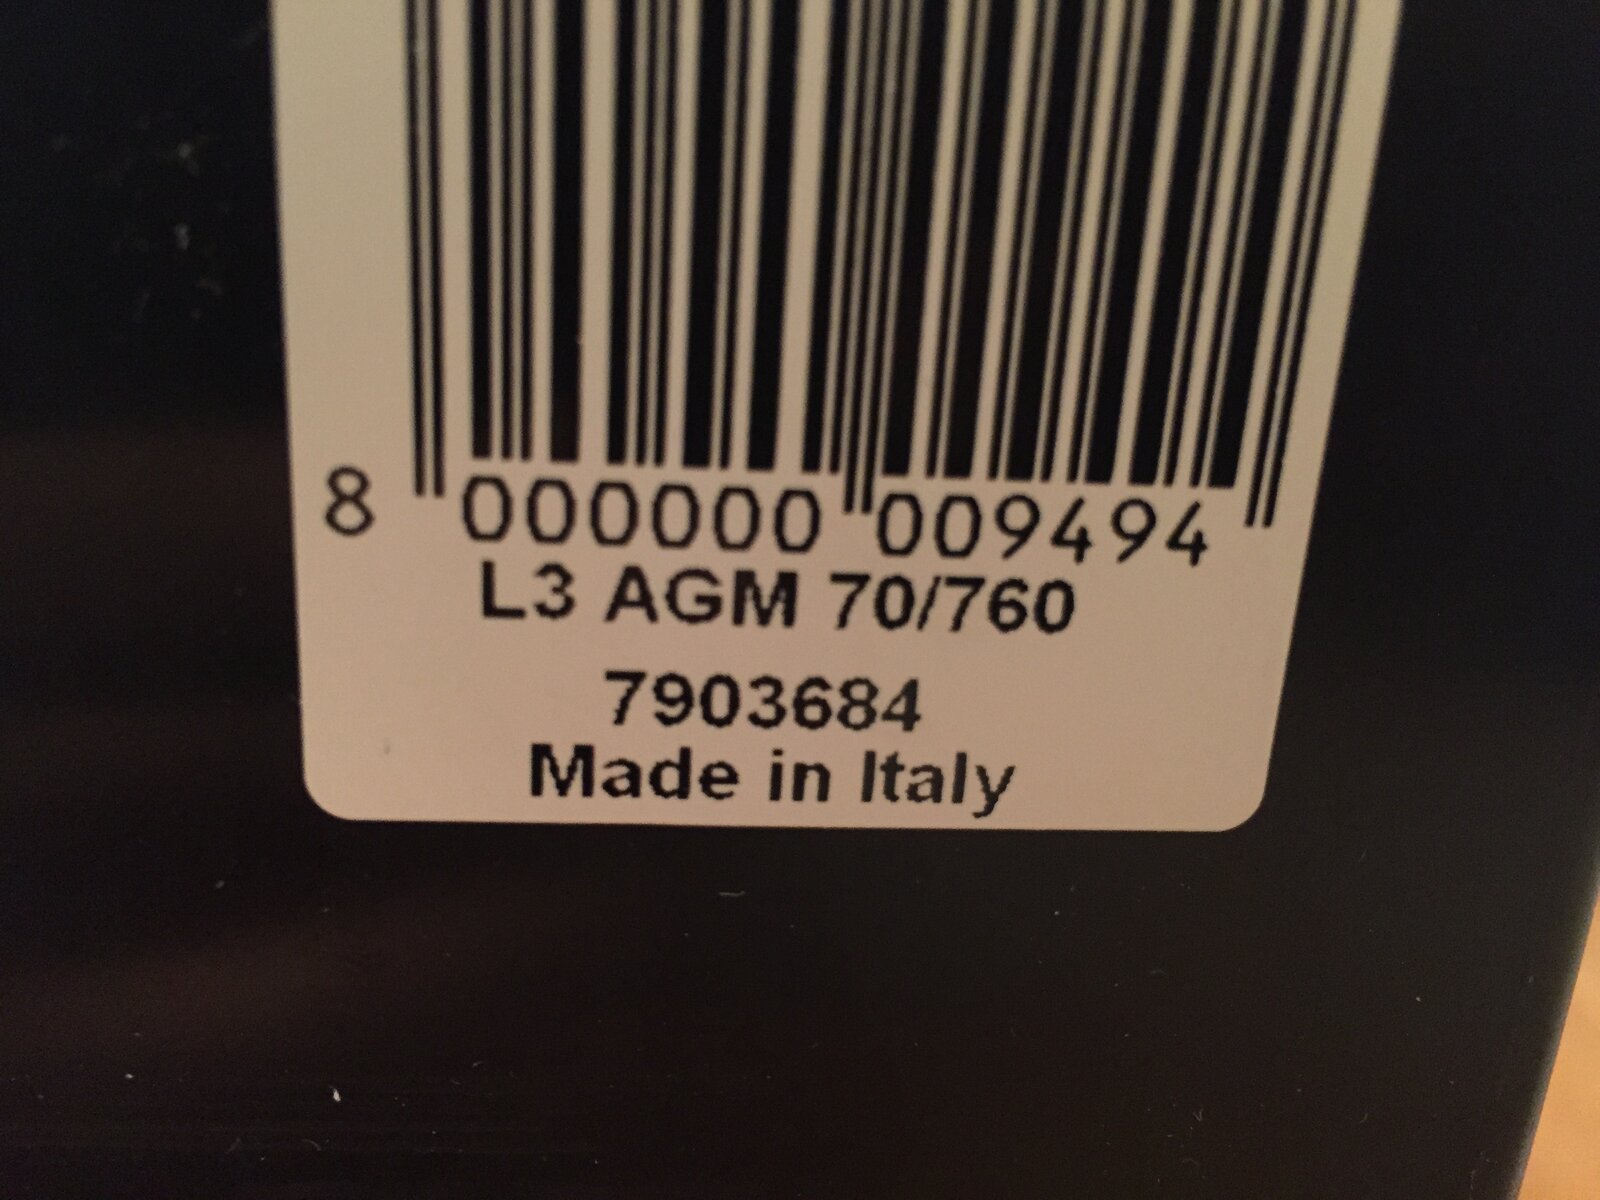 8 000000 009494
L3 AGM 70/760
7903684
Made in Italy